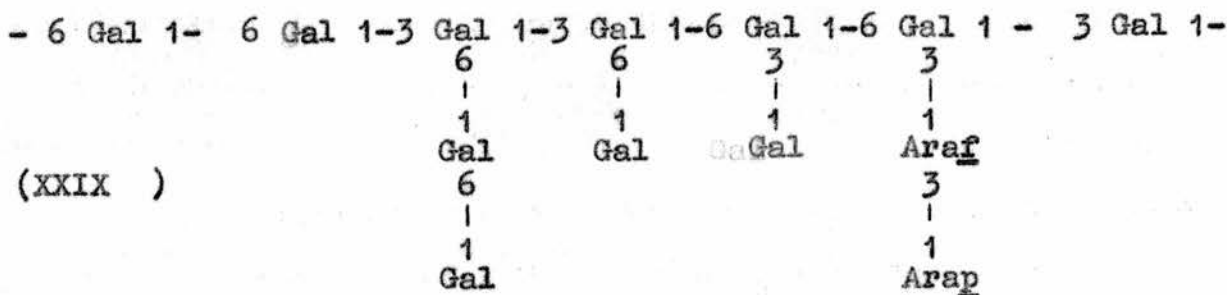 - 6 Gal 1- 6 Gal 1-3 Gal 1-3 Gal 1-6 Gal 1-6 Gal 1 - 3 Gal 1-
6 6 3 3
1 1 1 1
Gal Gal Gal Araf
(XXIX )
6 3
1 1
Gal Arap